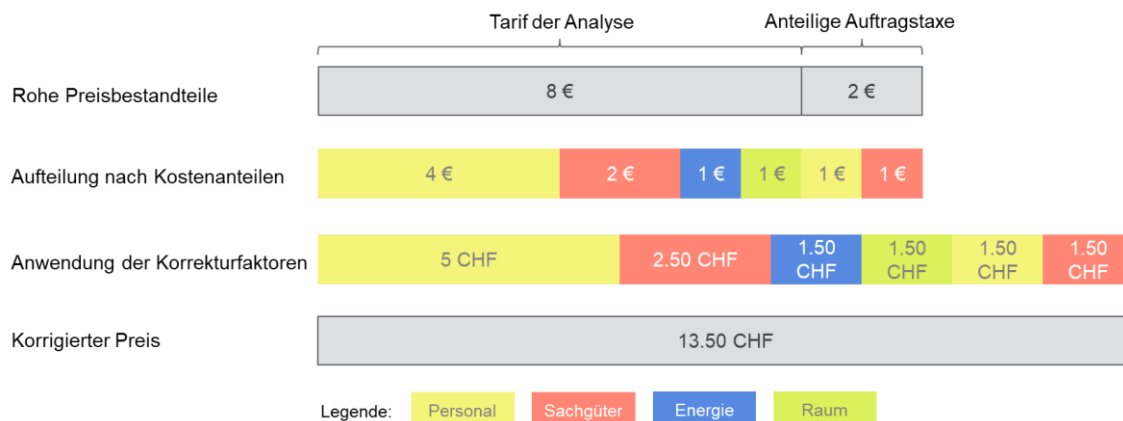 Tarif der Analyse
Anteilige Auftragstaxe
Rohe Preisbestandteile
8 €
2 €
Aufteilung nach Kostenanteilen
4 €
2 €
1 €
1 €
1 €
1 €
Anwendung der Korrekturfaktoren
5 CHF
2.50 CHF
1.50
CHF
1.50
CHF
1.50
CHF
1.50
CHF
Korrigierter Preis
13.50 CHF
Legende:
Personal
Sachgüter
Energie
Raum